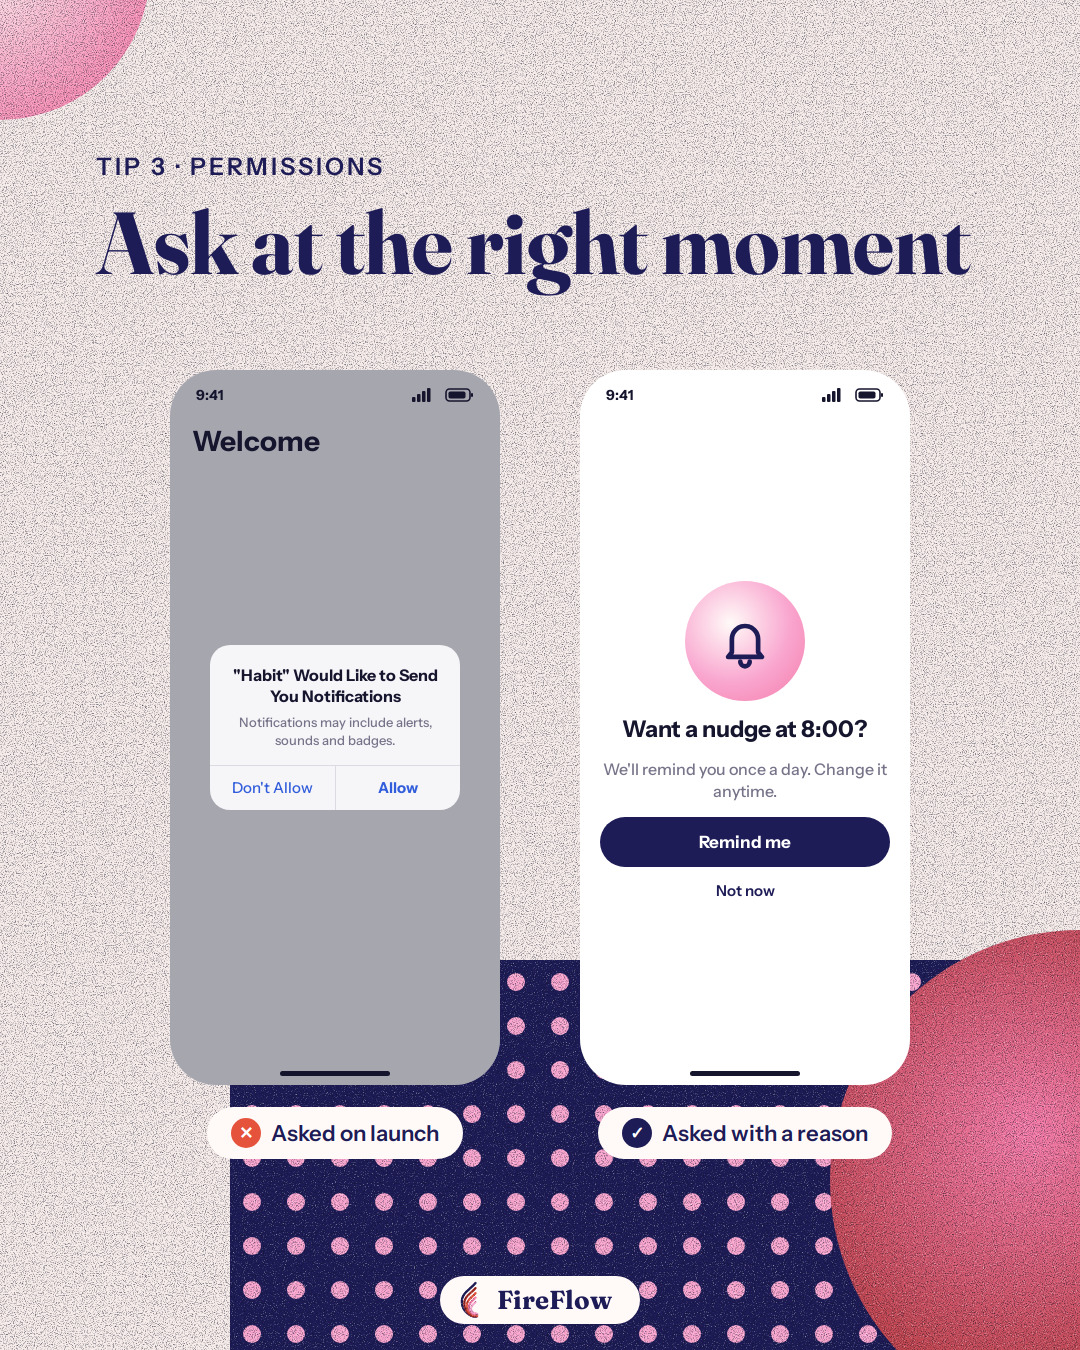 TIP 3 · PERMISSIONS
Ask at the right moment
9:41
Welcome
"Habit" Would Like to Send
You Notifications
Notifications may include alerts,
sounds and badges.
Don't Allow
Allow
9:41
Want a nudge at 8:00?
We'll remind you once a day. Change it
anytime.
Remind me
Not now
Asked on launch
Asked with a reason
FireFlow